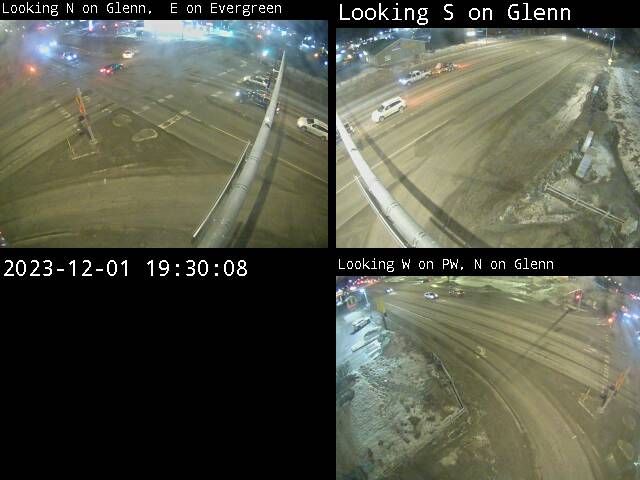 Looking N on Glenn,  E on Evergreen
Looking S on Glenn
2023-12-01 19:30:08
Looking W on PW, N on Glenn